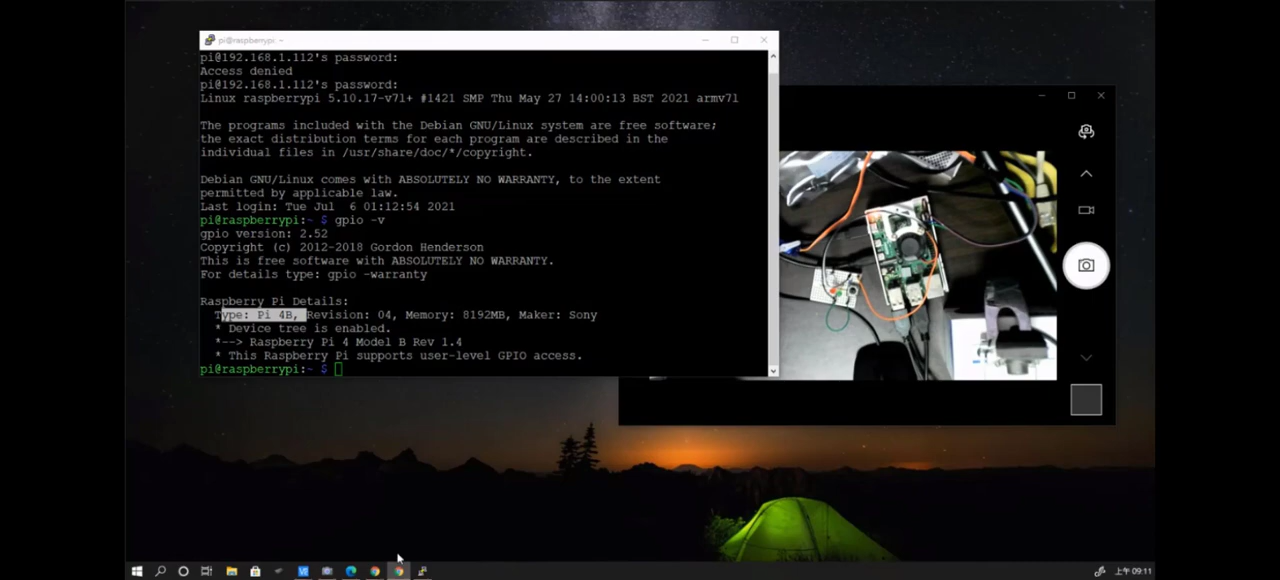 pi@raspberrypi: ~
pi@192.168.1.112's password:
Access denied
pi@192.168.1.112's password:
Linux raspberrypi 5.10.17-v7l+ #1421 SMP Thu May 27 14:00:13 BST 2021 armv7l
The programs included with the Debian GNU/Linux system are free software;
the exact distribution terms for each program are described in the
individual files in /usr/share/doc/*/copyright.
Debian GNU/Linux comes with ABSOLUTELY NO WARRANTY, to the extent
permitted by applicable law.
Last login: Tue Jul  6 01:12:54 2021
pi@raspberrypi:~ $ gpio -v
gpio version: 2.52
Copyright (c) 2012-2018 Gordon Henderson
This is free software with ABSOLUTELY NO WARRANTY.
For details type: gpio -warranty
Raspberry Pi Details:
Type: Pi 4B, Revision: 04, Memory: 8192MB, Maker: Sony
* Device tree is enabled.
*--> Raspberry Pi 4 Model B Rev 1.4
* This Raspberry Pi supports user-level GPIO access.
pi@raspberrypi:~ $
上午 09:11